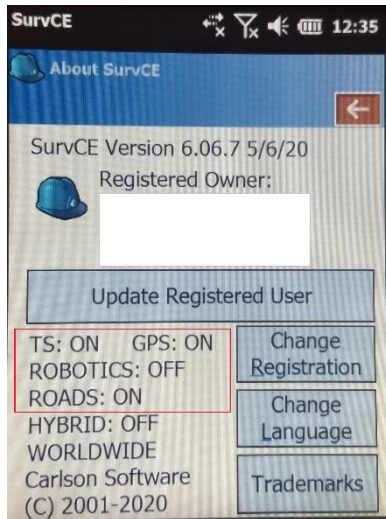 SurvCE 12:35
About SurvCE
SurvCE Version 6.06.7 5/6/20
Registered Owner:
Update Registered User
TS: ON GPS: ON
ROBOTICS: OFF
ROADS: ON
HYBRID: OFF
WORLDWIDE
Carlson Software
(C) 2001-2020
Change
Registration
Change
Language
Trademarks